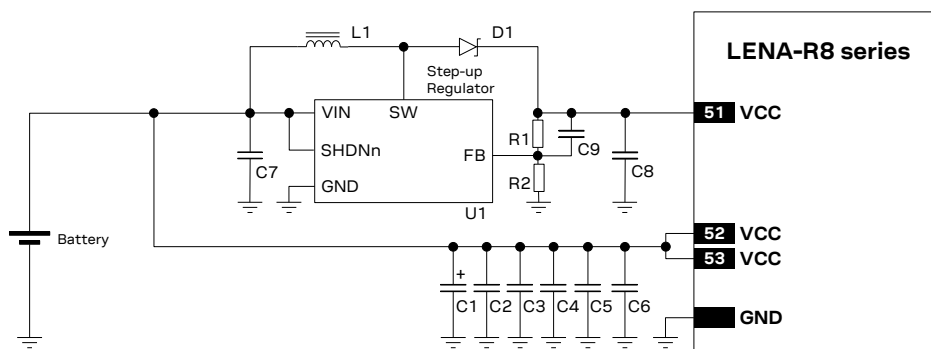 LENA-R8 series
L1
D1
Step-up
Regulator
VIN
SW
SHDNn
FB
GND
U1
C7
R1
R2
C9
C8
51 VCC
Battery
52 VCC
53 VCC
+
C1
C2
C3
C4
C5
C6
GND